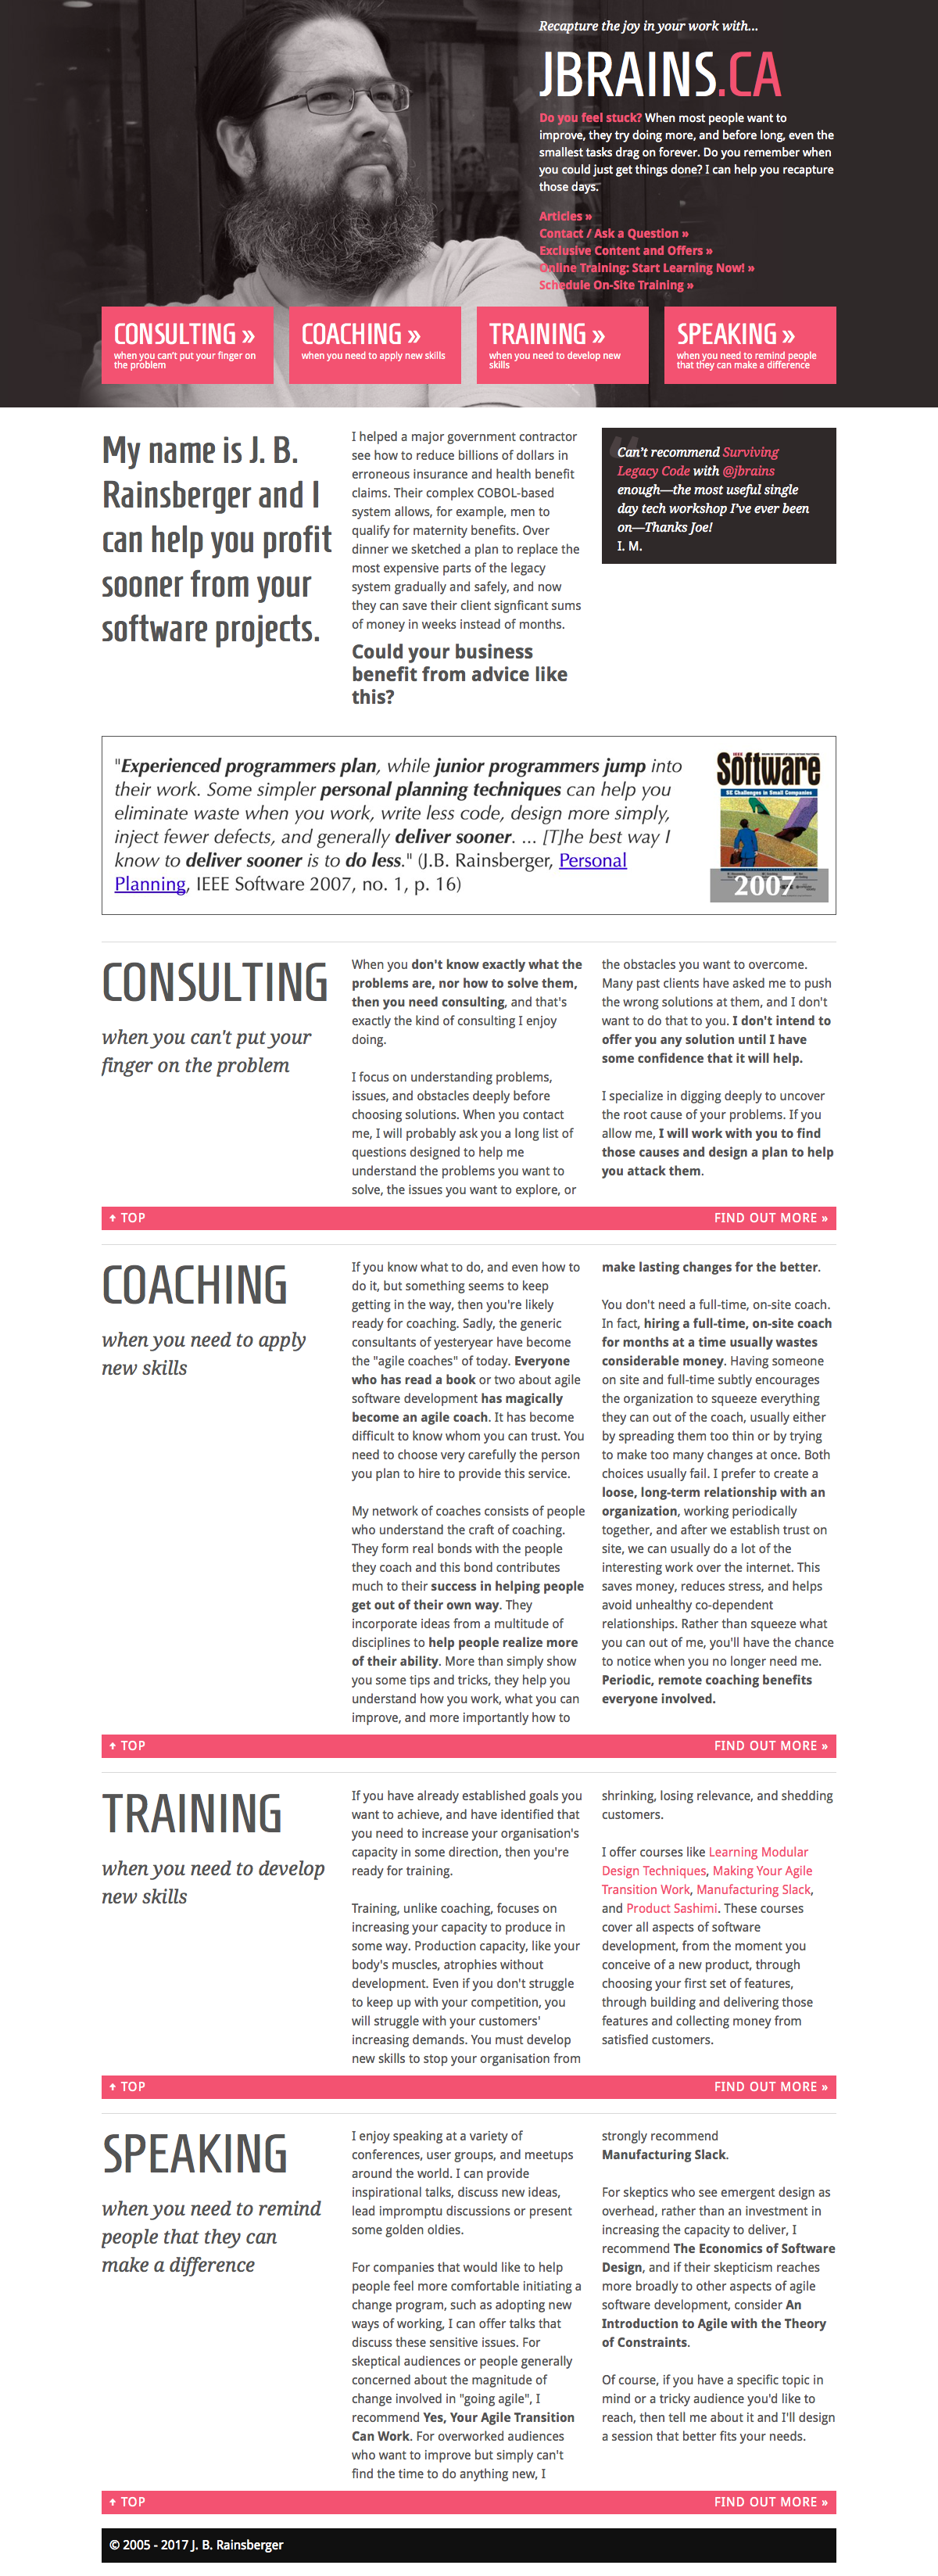 Recapture the joy in your work with...
JBRAINS.CA
Do you feel stuck? When most people want to
improve, they try doing more, and before long, even the
smallest tasks drag on forever. Do you remember when
you could just get things done? I can help you recapture
those days.
Articles »
Contact / Ask a Question »
Exclusive Content and Offers »
Online Training: Start Learning Now! »
Schedule On-Site Training »
CONSULTING »
when you can't put your finger on
the problem
COACHING »
when you need to apply new skills
TRAINING »
when you need to develop new
skills
SPEAKING »
when you need to remind people
that they can make a difference
My name is J. B.
Rainsberger and I
can help you profit
sooner from your
software projects.
I helped a major government contractor
see how to reduce billions of dollars in
erroneous insurance and health benefit
claims. Their complex COBOL-based
system allows, for example, men to
qualify for maternity benefits. Over
dinner we sketched a plan to replace the
most expensive parts of the legacy
system gradually and safely, and now
they can save their client signficant sums
of money in weeks instead of months.
Could your business
benefit from advice like
this?
Can't recommend Surviving
Legacy Code with @jbrains
enough—the most useful single
day tech workshop I've ever been
on—Thanks Joe!
I. M.
"Experienced programmers plan, while junior programmers jump into
their work. Some simpler personal planning techniques can help you
eliminate waste when you work, write less code, design more simply,
inject fewer defects, and generally deliver sooner. ... [T]he best way I
know to deliver sooner is to do less." (J.B. Rainsberger, Personal
Planning, IEEE Software 2007, no. 1, p. 16)
Software
SE Challenges in Small Companies
2007
CONSULTING
when you can't put your
finger on the problem
When you don't know exactly what the
problems are, nor how to solve them,
then you need consulting, and that's
exactly the kind of consulting I enjoy
doing.
I focus on understanding problems,
issues, and obstacles deeply before
choosing solutions. When you contact
me, I will probably ask you a long list of
questions designed to help me
understand the problems you want to
solve, the issues you want to explore, or
the obstacles you want to overcome.
Many past clients have asked me to push
the wrong solutions at them, and I don't
want to do that to you. I don't intend to
offer you any solution until I have
some confidence that it will help.
I specialize in digging deeply to uncover
the root cause of your problems. If you
allow me, I will work with you to find
those causes and design a plan to help
you attack them.
↑ TOP
FIND OUT MORE »
COACHING
when you need to apply
new skills
If you know what to do, and even how to
do it, but something seems to keep
getting in the way, then you're likely
ready for coaching. Sadly, the generic
consultants of yesteryear have become
the "agile coaches" of today. Everyone
who has read a book or two about agile
software development has magically
become an agile coach. It has become
difficult to know whom you can trust. You
need to choose very carefully the person
you plan to hire to provide this service.
My network of coaches consists of people
who understand the craft of coaching.
They form real bonds with the people
they coach and this bond contributes
much to their success in helping people
get out of their own way. They
incorporate ideas from a multitude of
disciplines to help people realize more
of their ability. More than simply show
you some tips and tricks, they help you
understand how you work, what you can
improve, and more importantly how to
make lasting changes for the better.
You don't need a full-time, on-site coach.
In fact, hiring a full-time, on-site coach
for months at a time usually wastes
considerable money. Having someone
on site and full-time subtly encourages
the organization to squeeze everything
they can out of the coach, usually either
by spreading them too thin or by trying
to make too many changes at once. Both
choices usually fail. I prefer to create a
loose, long-term relationship with an
organization, working periodically
together, and after we establish trust on
site, we can usually do a lot of the
interesting work over the internet. This
saves money, reduces stress, and helps
avoid unhealthy co-dependent
relationships. Rather than squeeze what
you can out of me, you'll have the chance
to notice when you no longer need me.
Periodic, remote coaching benefits
everyone involved.
↑ TOP
FIND OUT MORE »
TRAINING
when you need to develop
new skills
If you have already established goals you
want to achieve, and have identified that
you need to increase your organisation's
capacity in some direction, then you're
ready for training.
Training, unlike coaching, focuses on
increasing your capacity to produce in
some way. Production capacity, like your
body's muscles, atrophies without
development. Even if you don't struggle
to keep up with your competition, you
will struggle with your customers'
increasing demands. You must develop
new skills to stop your organisation from
shrinking, losing relevance, and shedding
customers.
I offer courses like Learning Modular
Design Techniques, Making Your Agile
Transition Work, Manufacturing Slack,
and Product Sashimi. These courses
cover all aspects of software
development, from the moment you
conceive of a new product, through
choosing your first set of features,
through building and delivering those
features and collecting money from
satisfied customers.
↑ TOP
FIND OUT MORE »
SPEAKING
when you need to remind
people that they can
make a difference
I enjoy speaking at a variety of
conferences, user groups, and meetups
around the world. I can provide
inspirational talks, discuss new ideas,
lead impromptu discussions or present
some golden oldies.
For companies that would like to help
people feel more comfortable initiating a
change program, such as adopting new
ways of working, I can offer talks that
discuss these sensitive issues. For
skeptical audiences or people generally
concerned about the magnitude of
change involved in "going agile", I
recommend Yes, Your Agile Transition
Can Work. For overworked audiences
who want to improve but simply can't
find the time to do anything new, I
strongly recommend
Manufacturing Slack.
For skeptics who see emergent design as
overhead, rather than an investment in
increasing the capacity to deliver, I
recommend The Economics of Software
Design, and if their skepticism reaches
more broadly to other aspects of agile
software development, consider An
Introduction to Agile with the Theory
of Constraints.
Of course, if you have a specific topic in
mind or a tricky audience you'd like to
reach, then tell me about it and I'll design
a session that better fits your needs.
↑ TOP
FIND OUT MORE »
© 2005 - 2017 J. B. Rainsberger